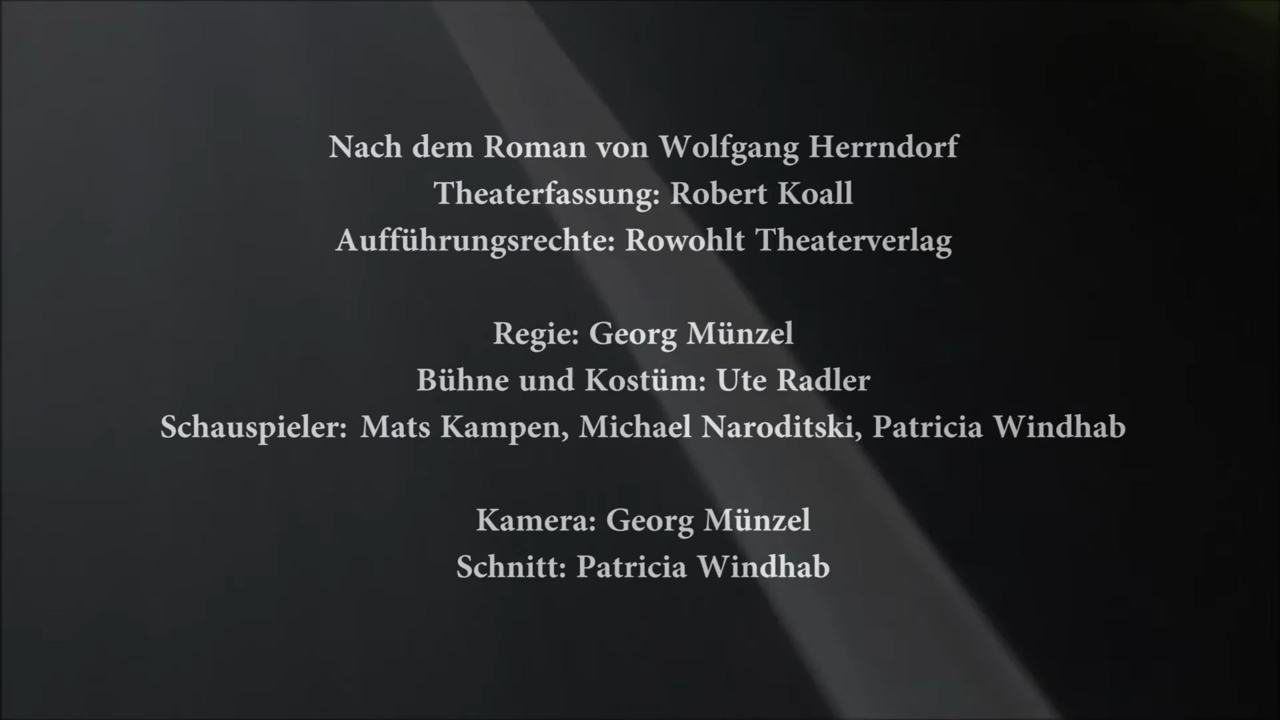 Nach dem Roman von Wolfgang Herrndorf
Theaterfassung: Robert Koall
Aufführungsrechte: Rowohlt Theaterverlag
Regie: Georg Münzel
Bühne und Kostüm: Ute Radler
Schauspieler: Mats Kampen, Michael Naroditski, Patricia Windhab
Kamera: Georg Münzel
Schnitt: Patricia Windhab